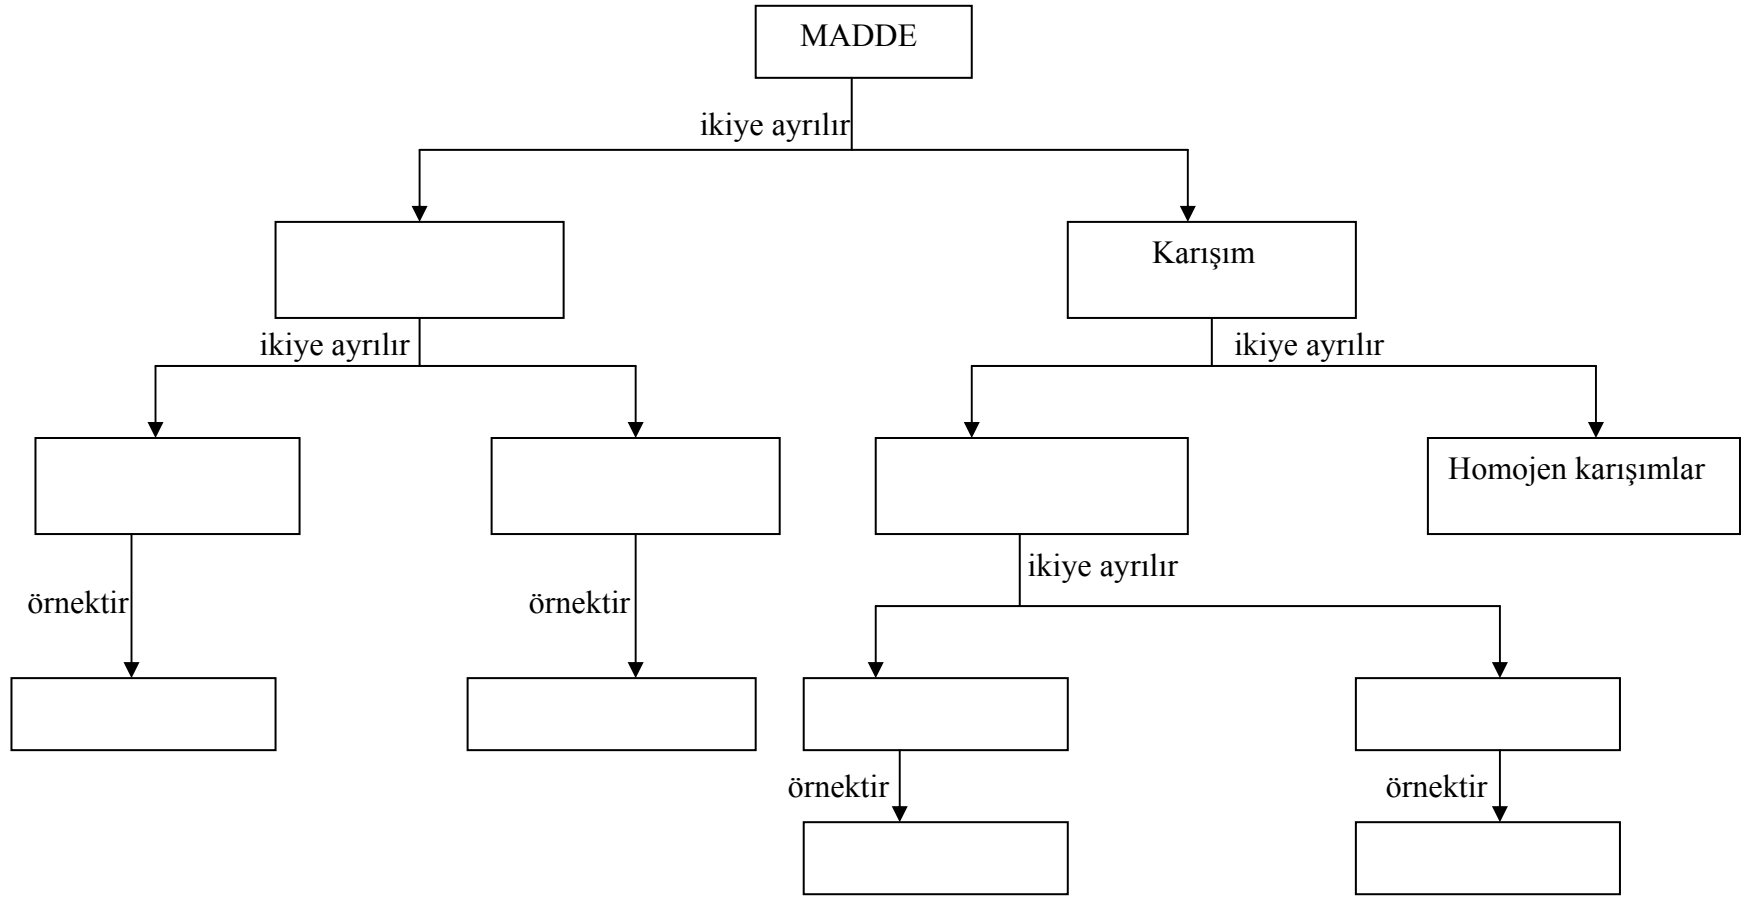 MADDE
ikiye ayrılır
Karışım
ikiye ayrılır
ikiye ayrılır
Homojen karışımlar
ikiye ayrılır
örnektir
örnektir
örnektir
örnektir